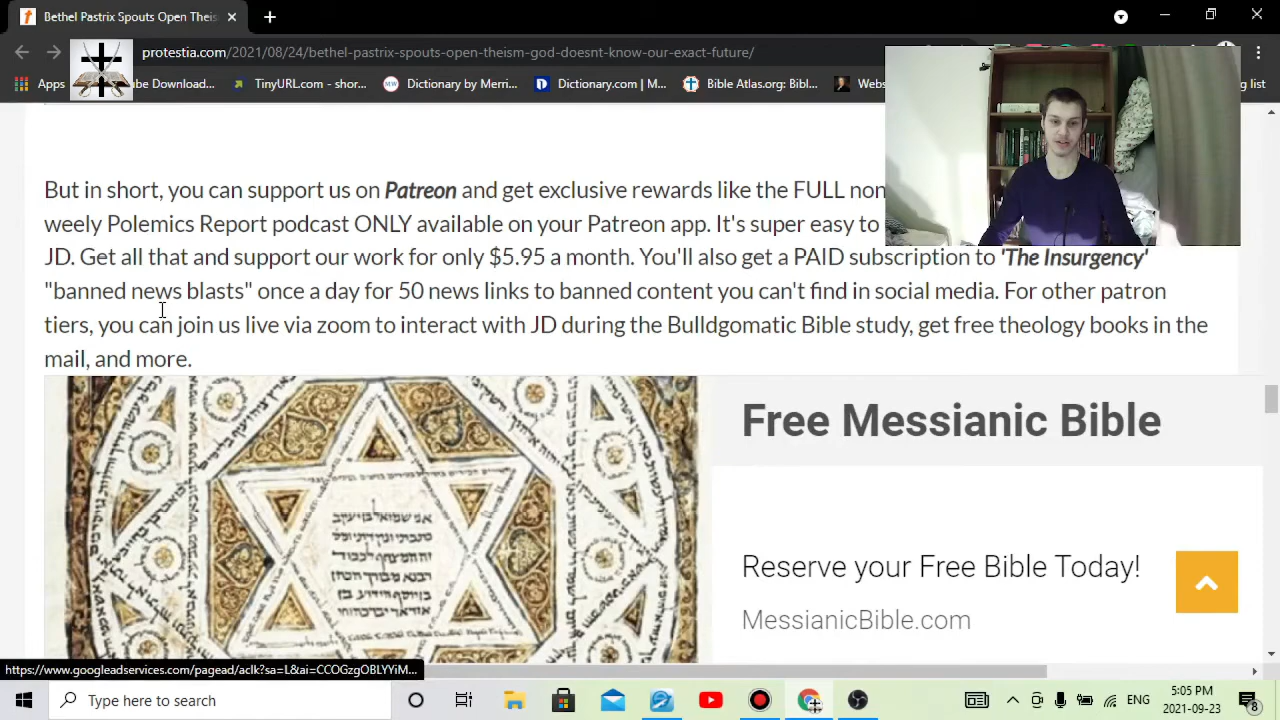 Bethel Pastrix Spouts Open Theis
protestia.com/2021/08/24/bethel-pastrix-spouts-open-theism-god-doesnt-know-our-exact-future/
Apps
be Download...
TinyURL.com - shor...
Dictionary by Merri...
Dictionary.com | M...
Bible Atlas.org: Bri...
Webs
g list
But in short, you can support us on Patreon and get exclusive rewards like the FULL non
weely Polemics Report podcast ONLY available on your Patreon app. It's super easy to
JD. Get all that and support our work for only $5.95 a month. You'll also get a PAID subscription to 'The Insurgency'
"banned news blasts" once a day for 50 news links to banned content you can't find in social media. For other patron
tiers, you can join us live via zoom to interact with JD during the Bulldgomatic Bible study, get free theology books in the
mail, and more.
Free Messianic Bible
Reserve your Free Bible Today!
MessianicBible.com
https://www.googleadservices.com/pagead/aclk?sa=L&ai=CCOGzgOBLYYiM...
Type here to search
ENG
5:05 PM
2021-09-23
8